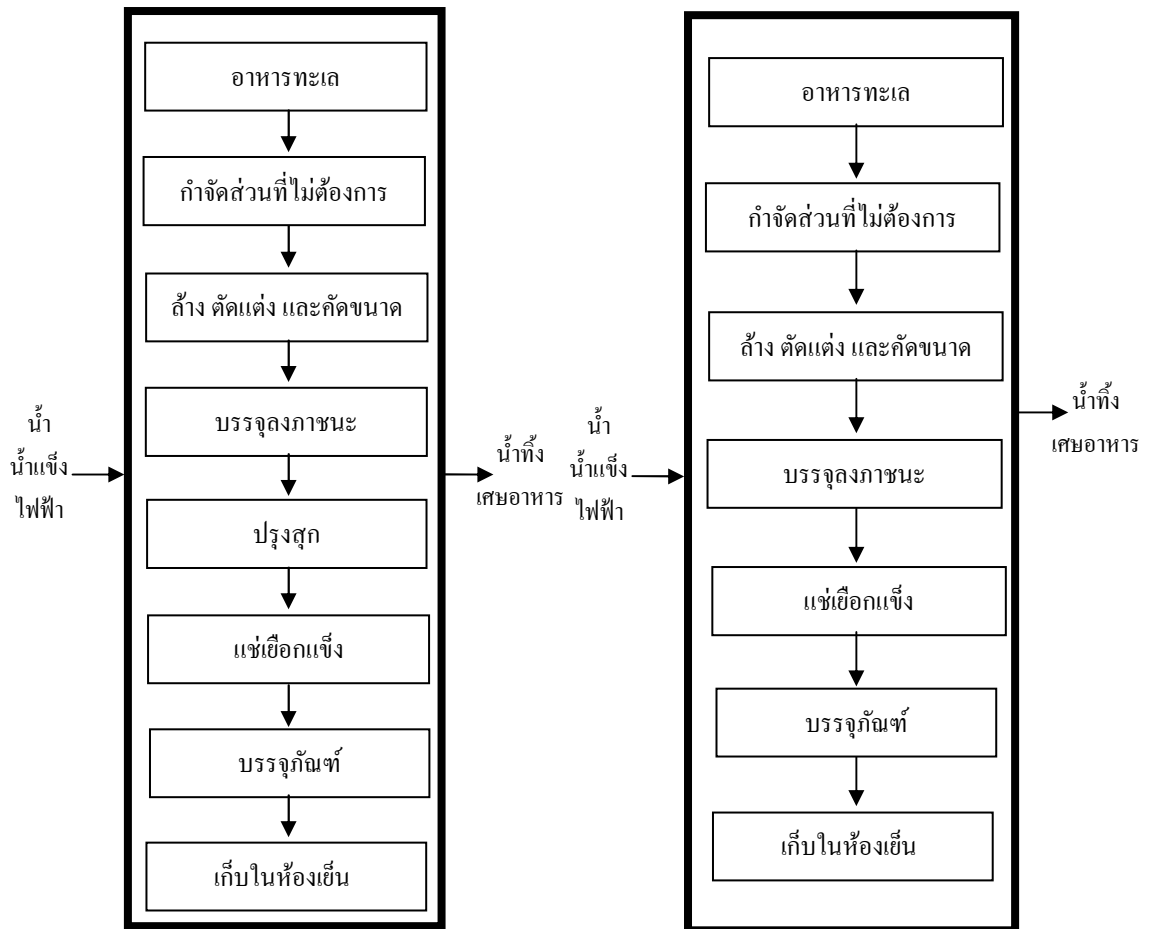 อาหารทะเล
กำจัดส่วนที่ไม่ต้องการ
ล้าง ตัดแต่ง และคัดขนาด
บรรจุลงภาชนะ
ปรุงสุก
แช่เยือกแข็ง
บรรจุภัณฑ์
เก็บในห้องเย็น
น้ำ
น้ำแข็ง
ไฟฟ้า
น้ำทิ้ง
เศษอาหาร
น้ำ
น้ำแข็ง
ไฟฟ้า
อาหารทะเล
กำจัดส่วนที่ไม่ต้องการ
ล้าง ตัดแต่ง และคัดขนาด
บรรจุลงภาชนะ
แช่เยือกแข็ง
บรรจุภัณฑ์
เก็บในห้องเย็น
น้ำทิ้ง
เศษอาหาร